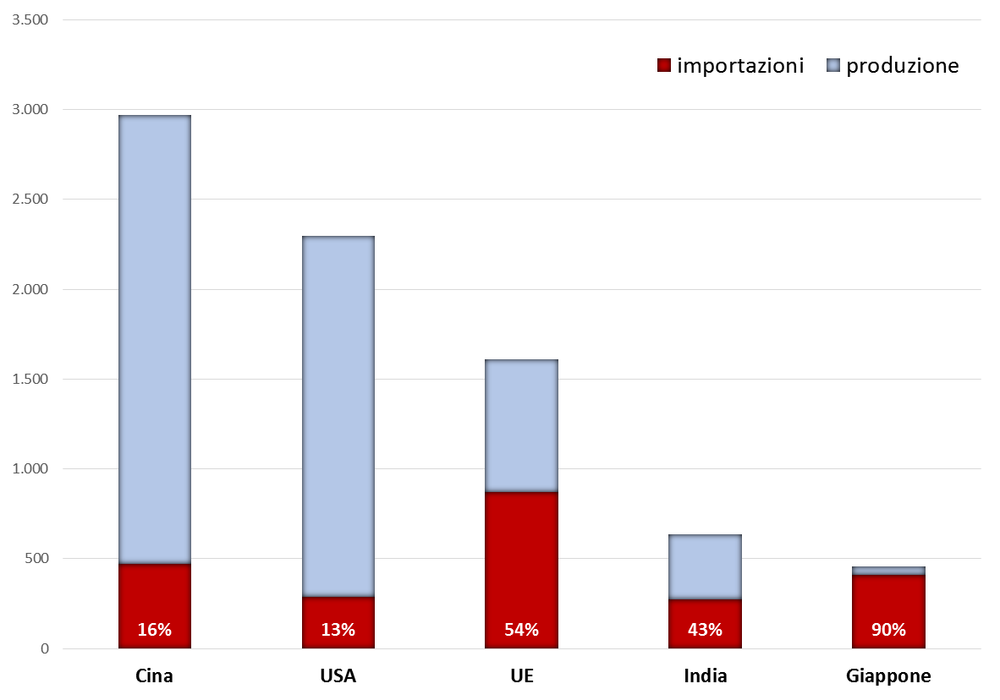 3.500
importazioni produzione
3.000
2.500
2.000
1.500
1.000
500
16% 13% 54% 43% 90%
0
Cina USA UE India Giappone